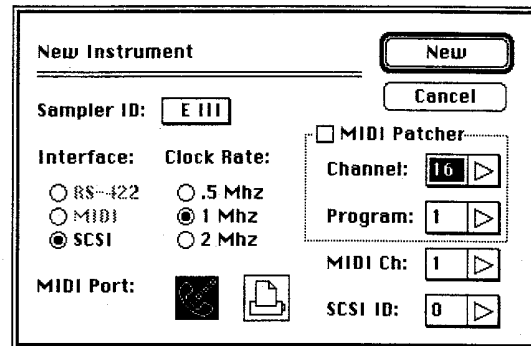 New Instrument
New
Cancel
Sampler ID: E III
Interface:
RS-422
MIDI
SCSI
Clock Rate:
.5 Mhz
1 Mhz
2 Mhz
MIDI Port:
MIDI Patcher
Channel: 16
Program: 1
MIDI Ch: 1
SCSI ID: 0